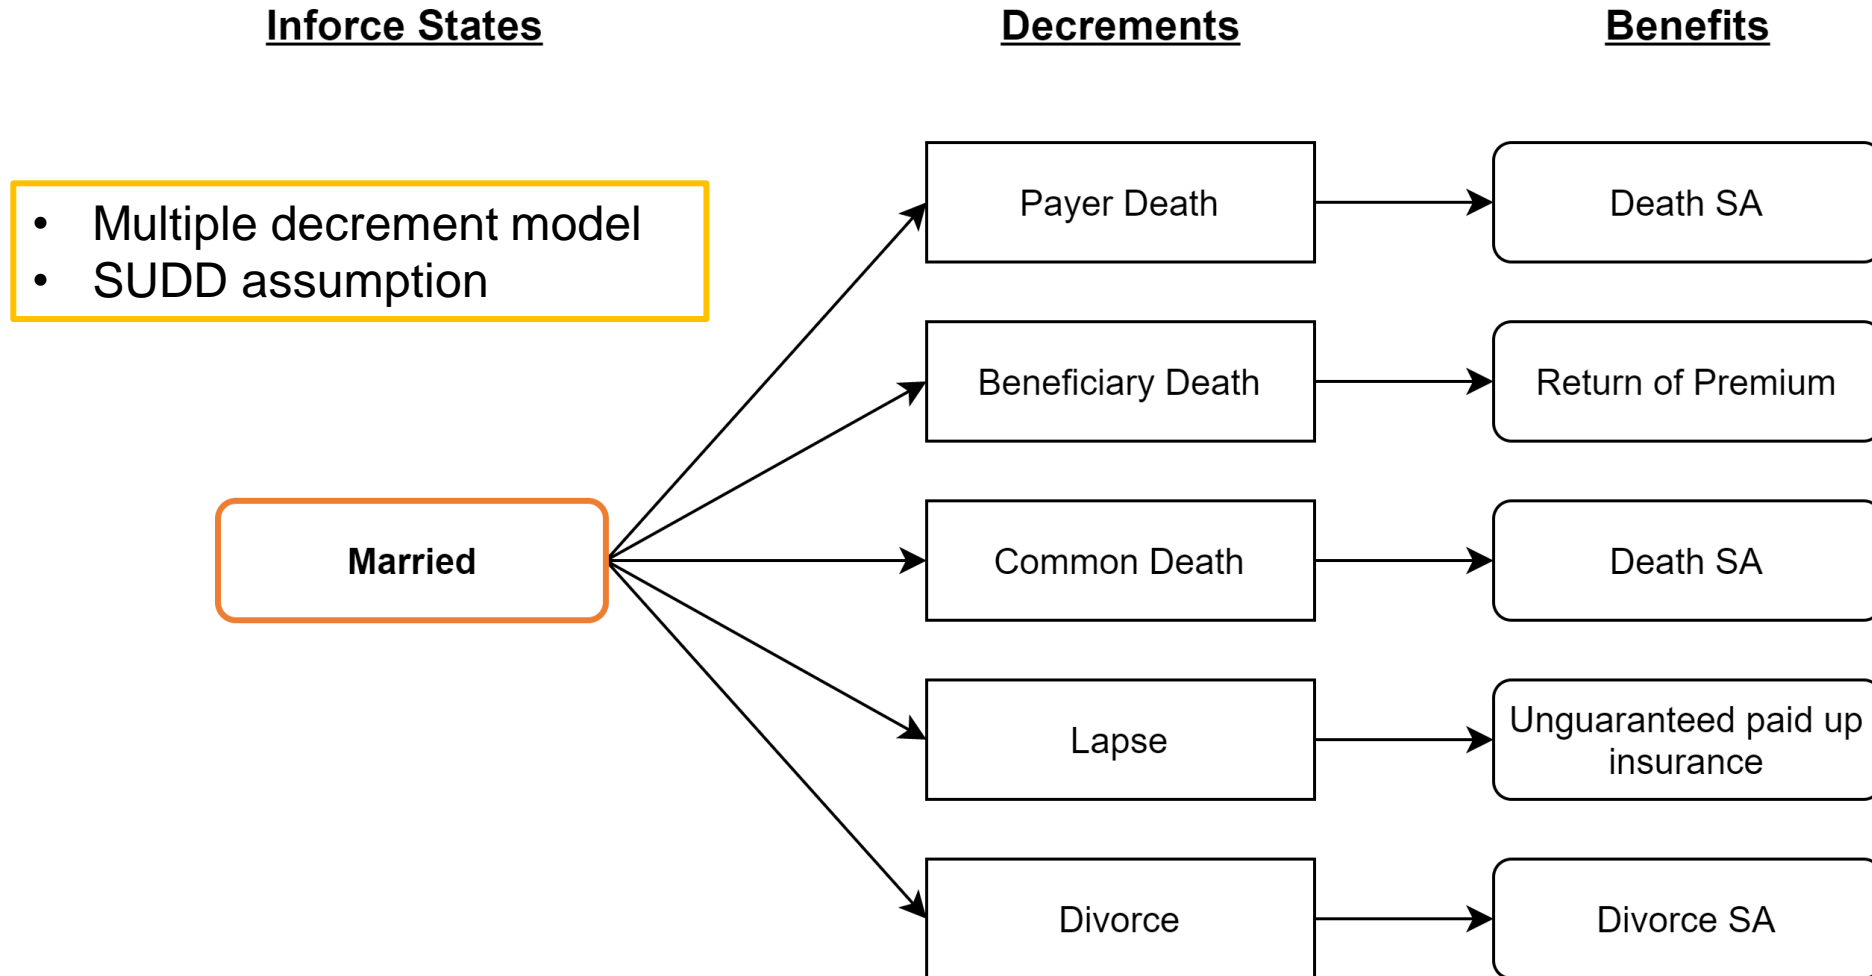 Inforce States
Decrements
Benefits
• Multiple decrement model
• SUDD assumption
Married
Payer Death
Death SA
Beneficiary Death
Return of Premium
Common Death
Death SA
Lapse
Unguaranteed paid up
insurance
Divorce
Divorce SA